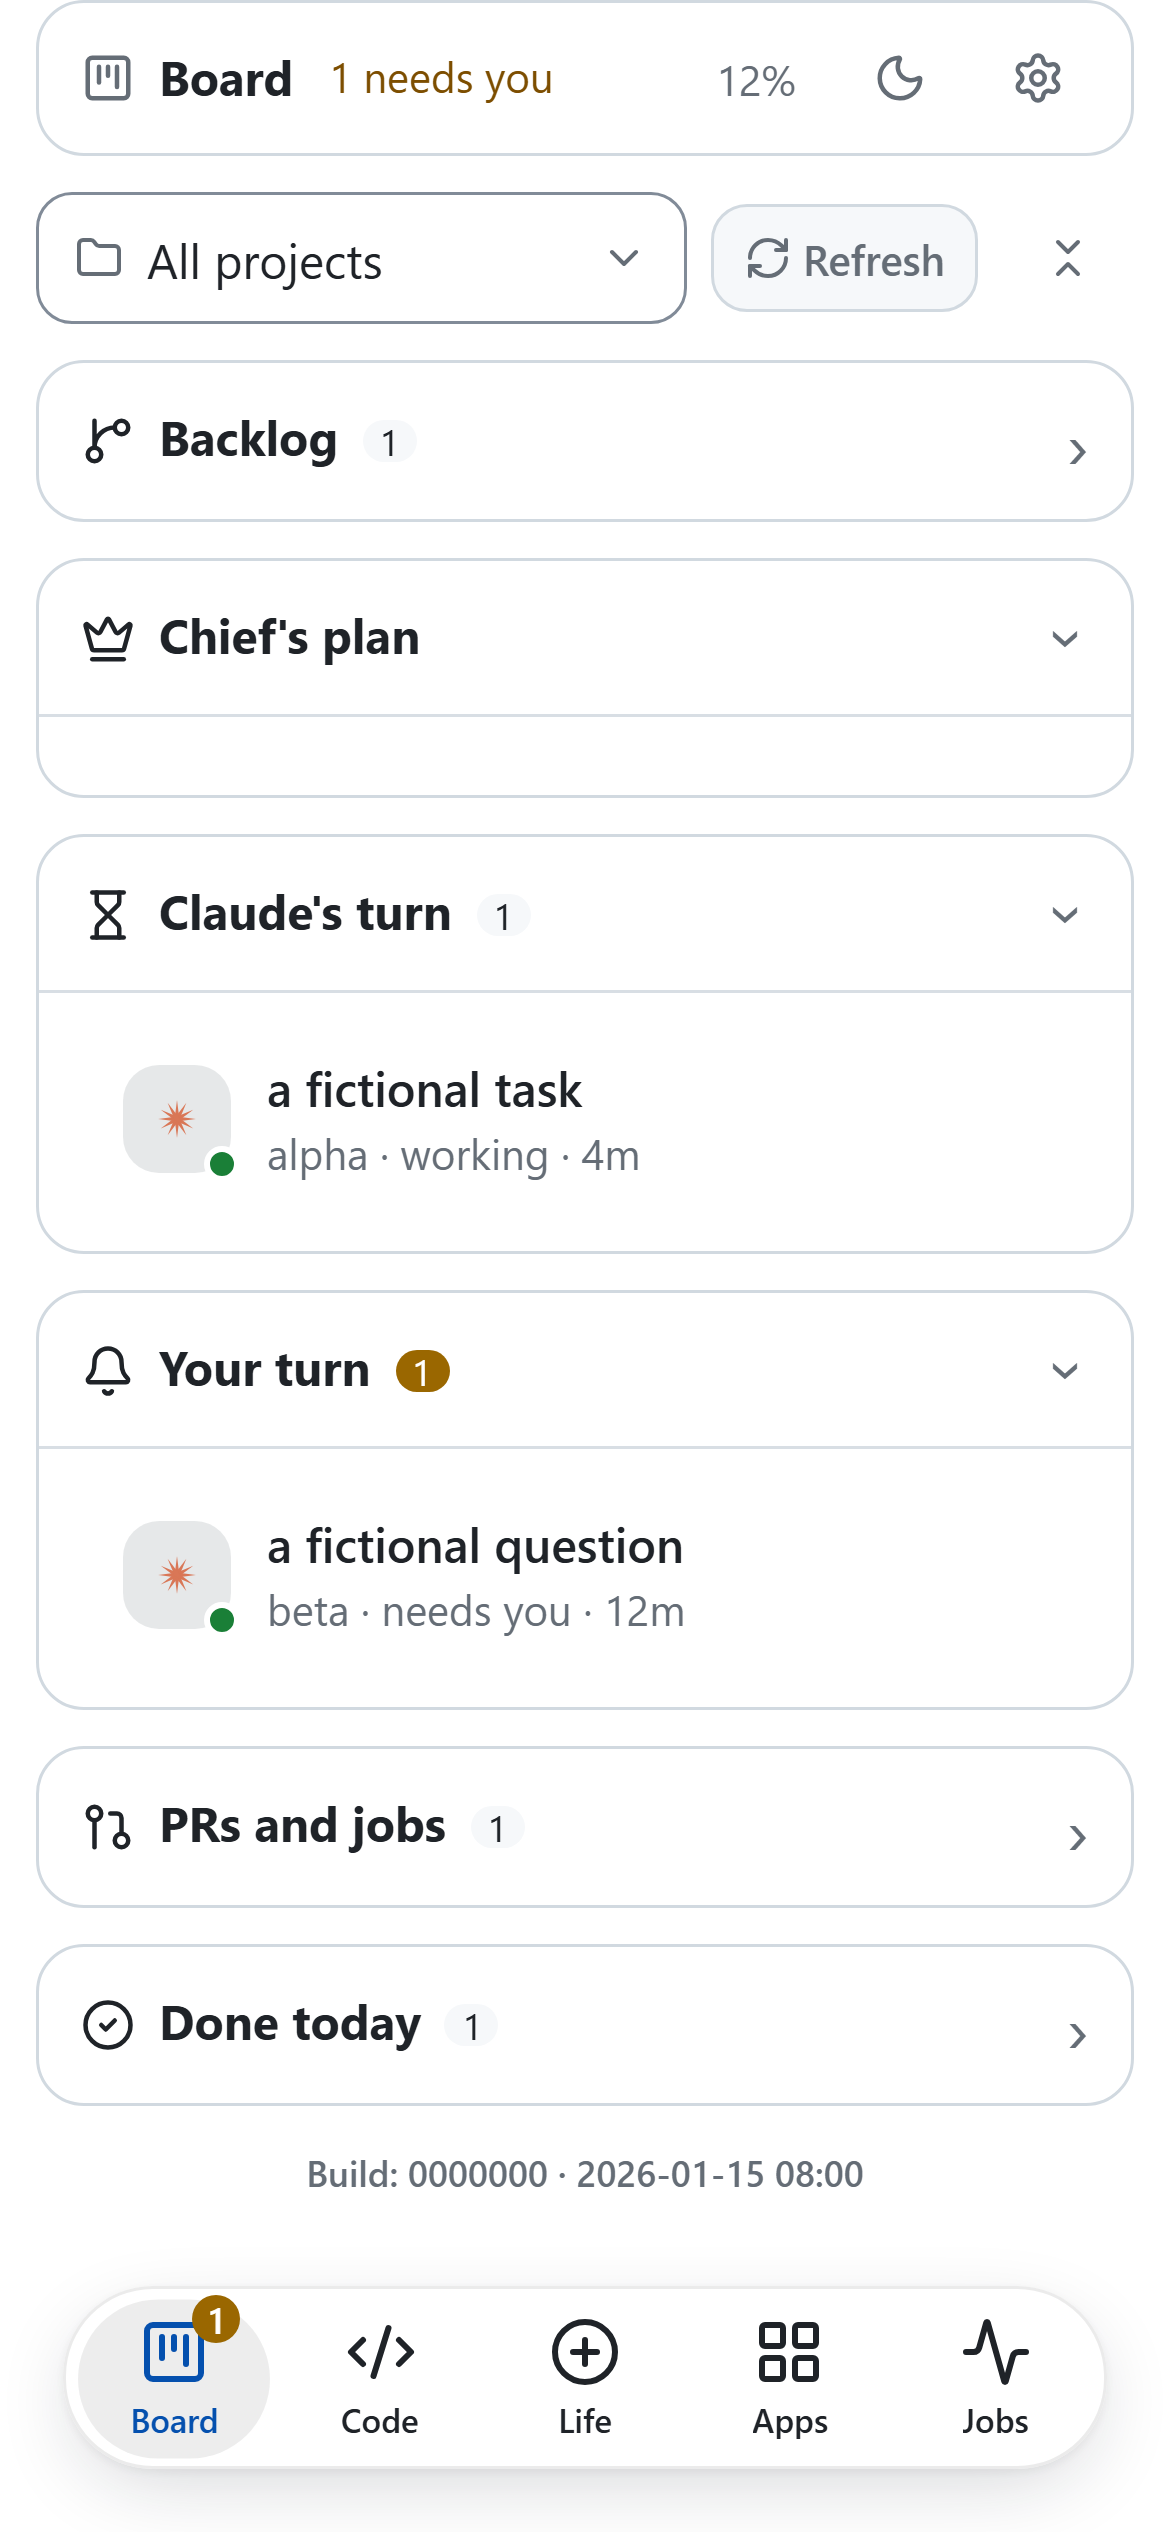 Board 1 needs you 12%
All projects Refresh
Backlog 1
Chief's plan
Claude's turn 1
a fictional task
alpha · working · 4m
Your turn 1
a fictional question
beta · needs you · 12m
PRs and jobs 1
Done today 1
Build: 0000000 · 2026-01-15 08:00
1
Board Code Life Apps Jobs